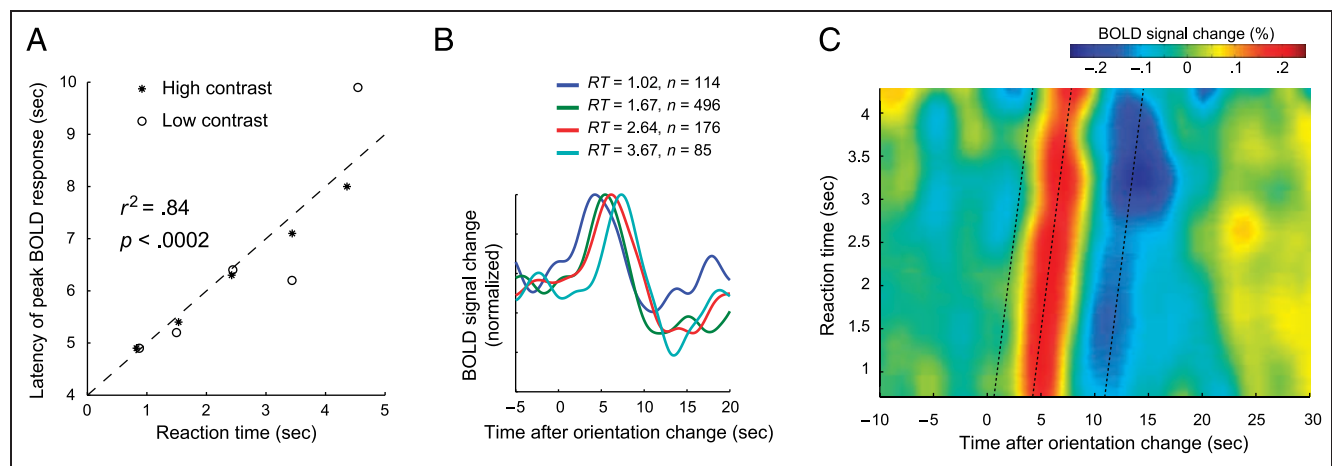 A
Latency of peak BOLD response (sec)
10
9
8
7
6
5
4
High contrast
Low contrast
r² = .84
p < .0002
0 1 2 3 4 5
Reaction time (sec)
B
RT = 1.02, n = 114
RT = 1.67, n = 496
RT = 2.64, n = 176
RT = 3.67, n = 85
BOLD signal change
(normalized)
−5 0 5 10 15 20
Time after orientation change (sec)
C
BOLD signal change (%)
−.2 −.1 0 .1 .2
Reaction time (sec)
4
3.5
3
2.5
2
1.5
1
−10 −5 0 5 10 15 20 25 30
Time after orientation change (sec)